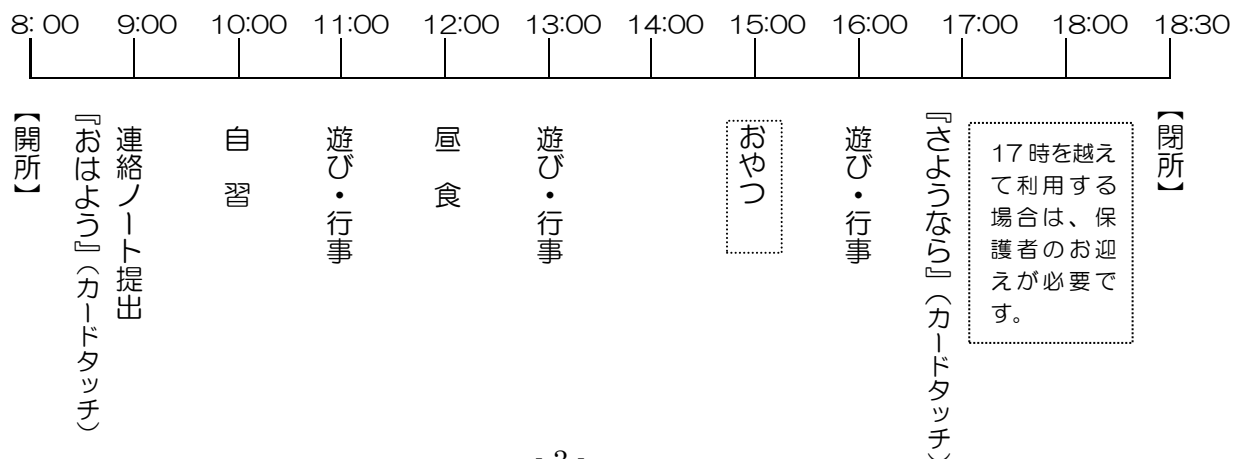 8:00 9:00 10:00 11:00 12:00 13:00 14:00 15:00 16:00 17:00 18:00 18:30
【開所】
『おはよう』（カードタッチ）
連絡ノート提出
自 習
遊び・行事
昼 食
遊び・行事
おやつ
遊び・行事
『さようなら』（カードタッチ）
17時を越え
て利用する
場合は、保
護者のお迎
えが必要で
す。
【閉所】
- 2 -